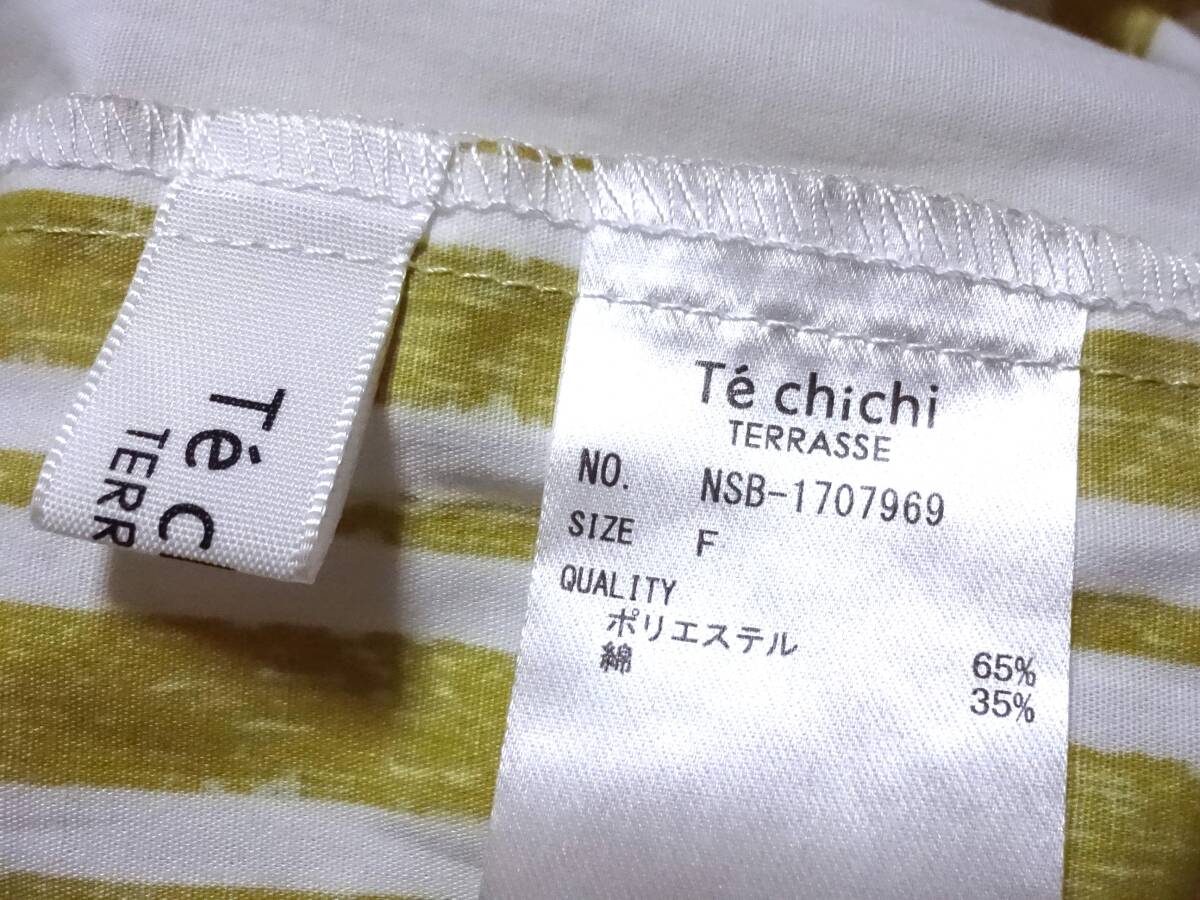 Té c
TERR
Té chichi
TERRASSE
NO. NSB-1707969
SIZE F
QUALITY
ポリエステル 65%
綿 35%